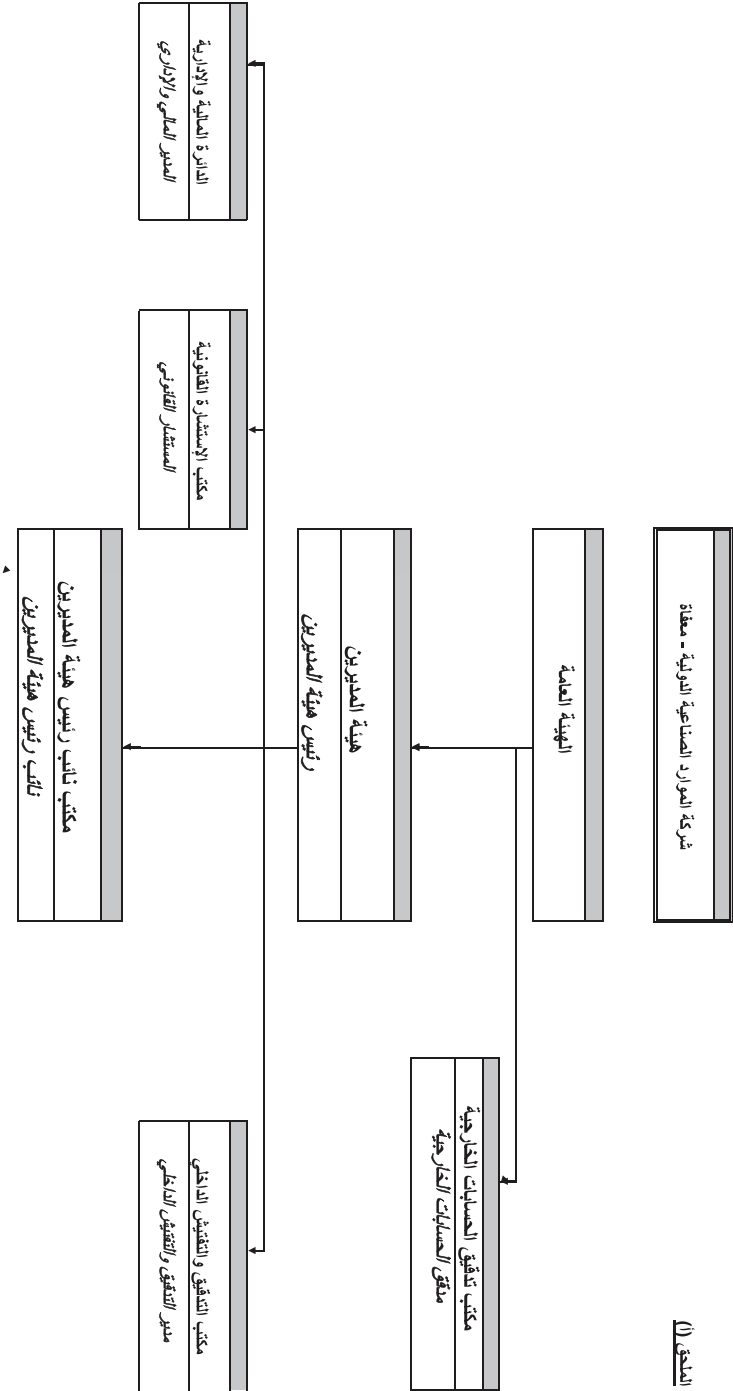 الملحق (أ)
شركة الموارد الصناعية الدولية - معفاة
الهيئة العامة
مكتب تدقيق الحسابات الخارجية
مدقق الحسابات الخارجية
هيئة المديرين
رئيس هيئة المديرين
مكتب التدقيق والتفتيش الداخلي
مدير التدقيق والتفتيش الداخلي
مكتب الإستشارة القانونية
المستشار القانوني
الدائرة المالية والإدارية
المدير المالي والإداري
مكتب نائب رئيس هيئة المديرين
نائب رئيس هيئة المديرين